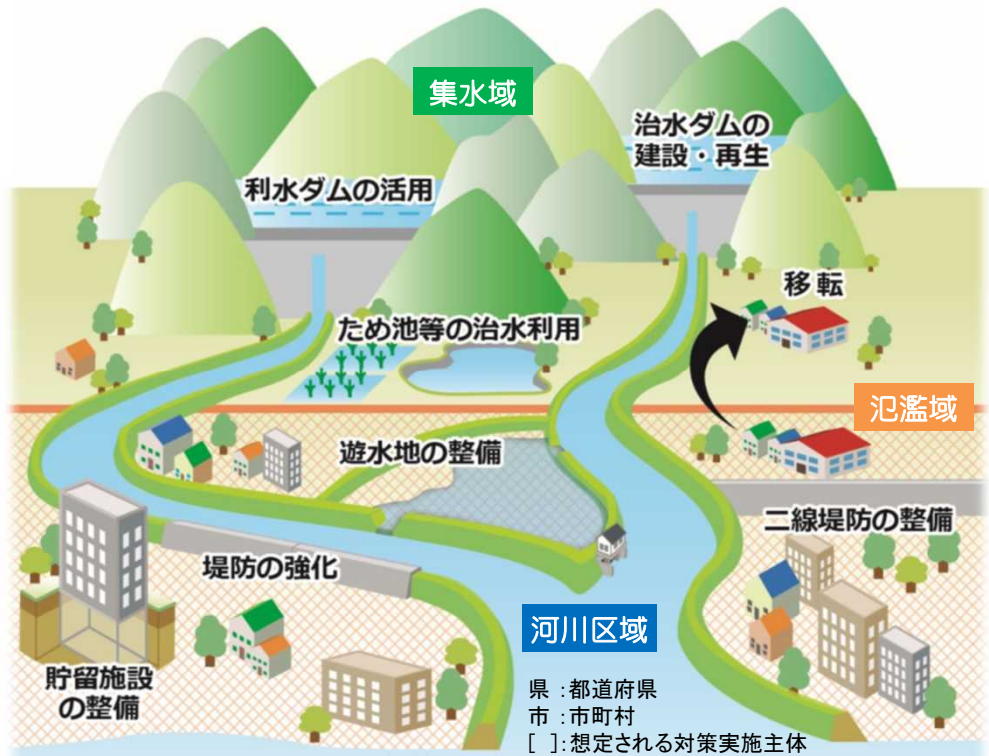 集水域
治水ダムの
建設・再生
利水ダムの活用
移転
ため池等の治水利用
氾濫域
遊水地の整備
二線堤防の整備
堤防の強化
河川区域
貯留施設
の整備
県：都道府県
市：市町村
[ ]：想定される対策実施主体